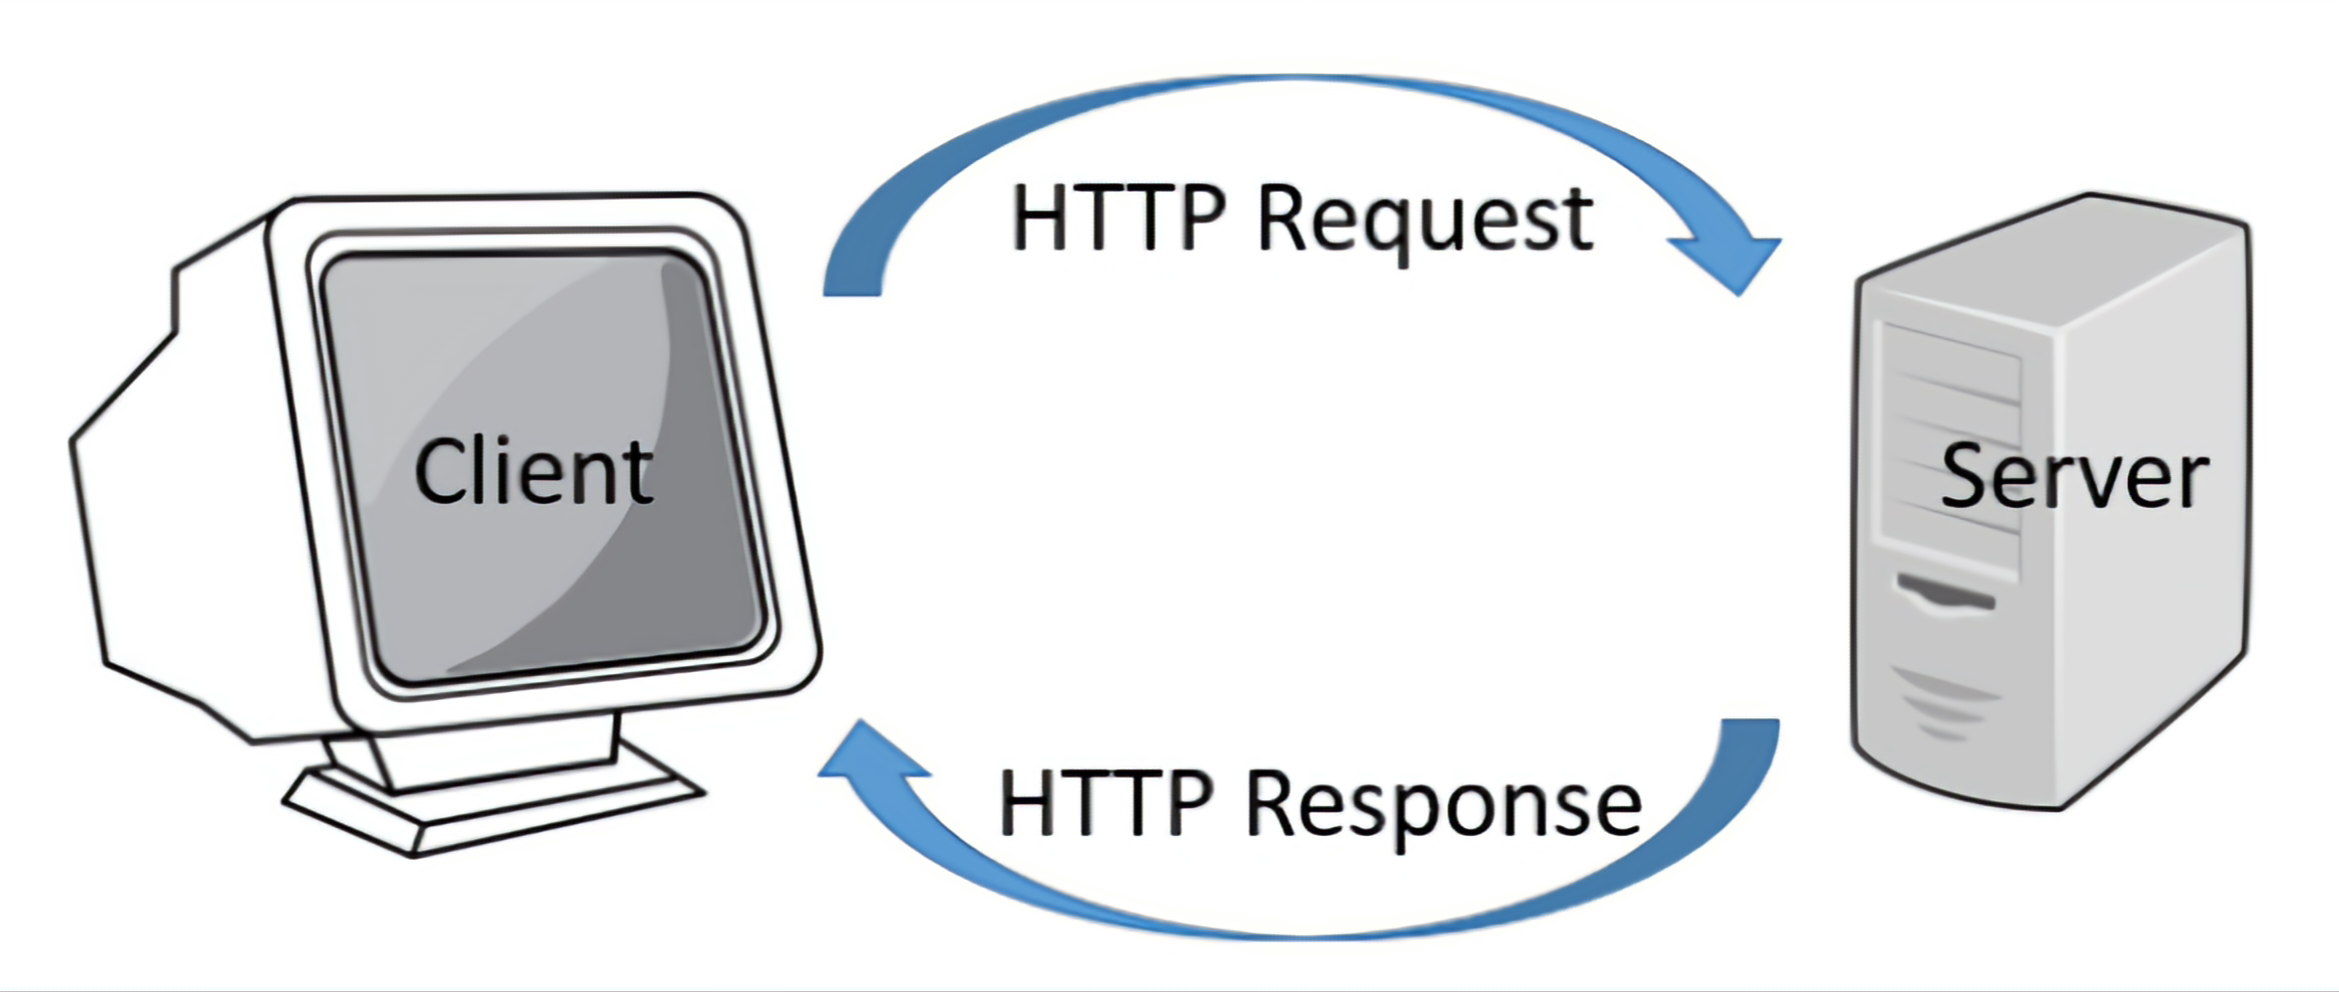 HTTP Request
Client
Server
HTTP Response